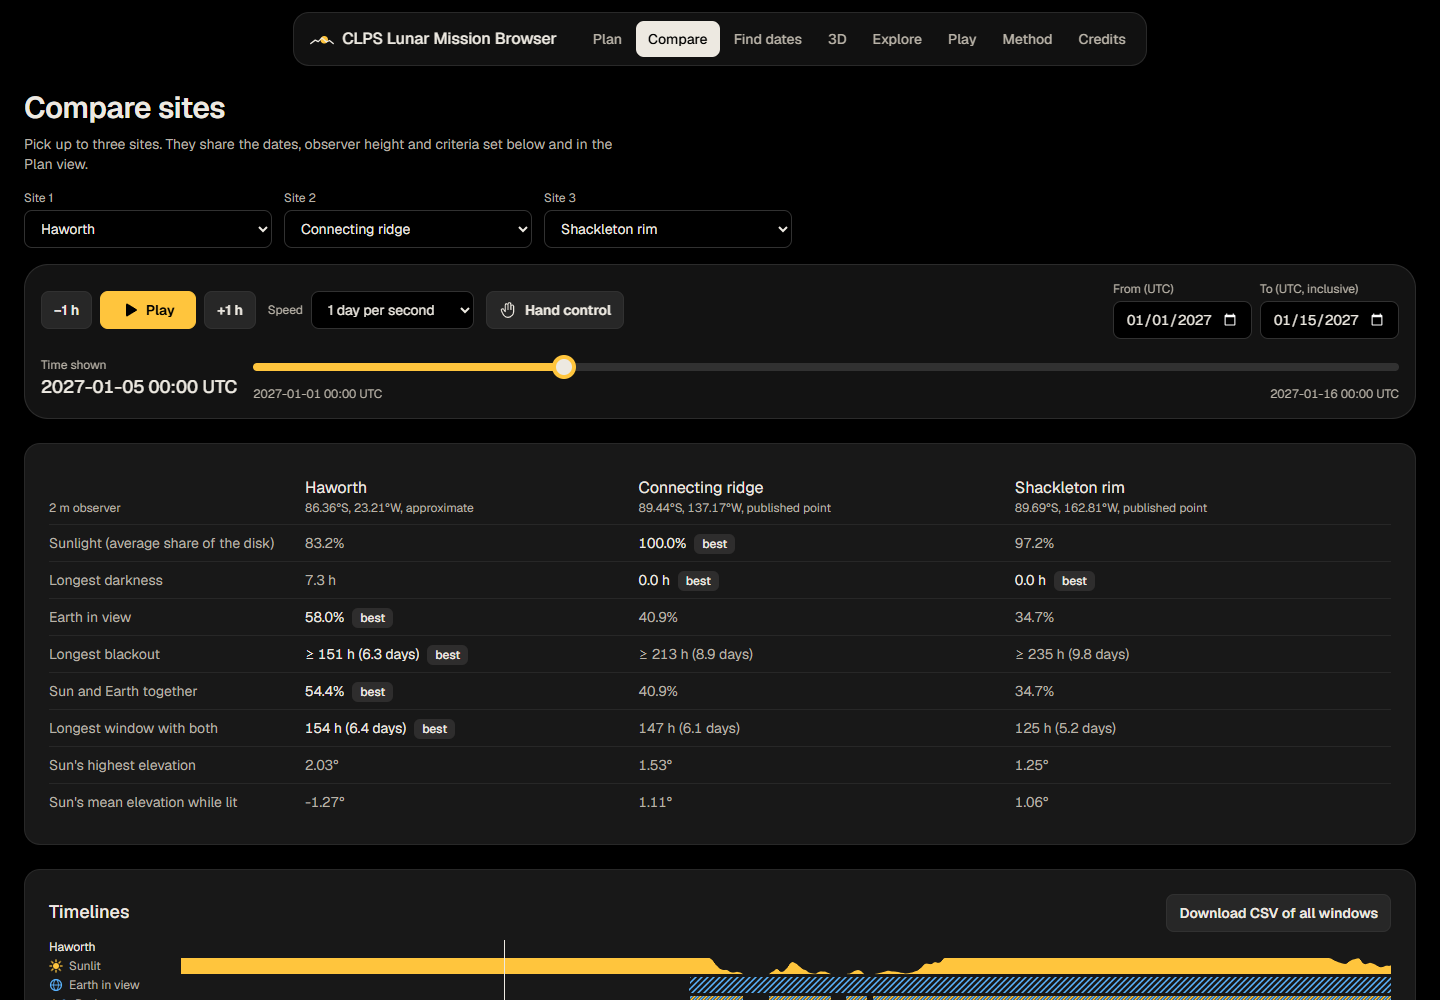 CLPS Lunar Mission Browser Plan Compare Find dates 3D Explore Play Method Credits
Compare sites
Pick up to three sites. They share the dates, observer height and criteria set below and in the
Plan view.
Site 1 Site 2 Site 3
Haworth Connecting ridge Shackleton rim
From (UTC) To (UTC, inclusive)
−1 h Play +1 h Speed 1 day per second Hand control 01/01/2027 01/15/2027
Time shown
2027-01-05 00:00 UTC
2027-01-01 00:00 UTC 2027-01-16 00:00 UTC
Haworth Connecting ridge Shackleton rim
2 m observer 86.36°S, 23.21°W, approximate 89.44°S, 137.17°W, published point 89.69°S, 162.81°W, published point
Sunlight (average share of the disk) 83.2% 100.0% best 97.2%
Longest darkness 7.3 h 0.0 h best 0.0 h best
Earth in view 58.0% best 40.9% 34.7%
Longest blackout ≥ 151 h (6.3 days) best ≥ 213 h (8.9 days) ≥ 235 h (9.8 days)
Sun and Earth together 54.4% best 40.9% 34.7%
Longest window with both 154 h (6.4 days) best 147 h (6.1 days) 125 h (5.2 days)
Sun's highest elevation 2.03° 1.53° 1.25°
Sun's mean elevation while lit -1.27° 1.11° 1.06°
Timelines Download CSV of all windows
Haworth
Sunlit
Earth in view